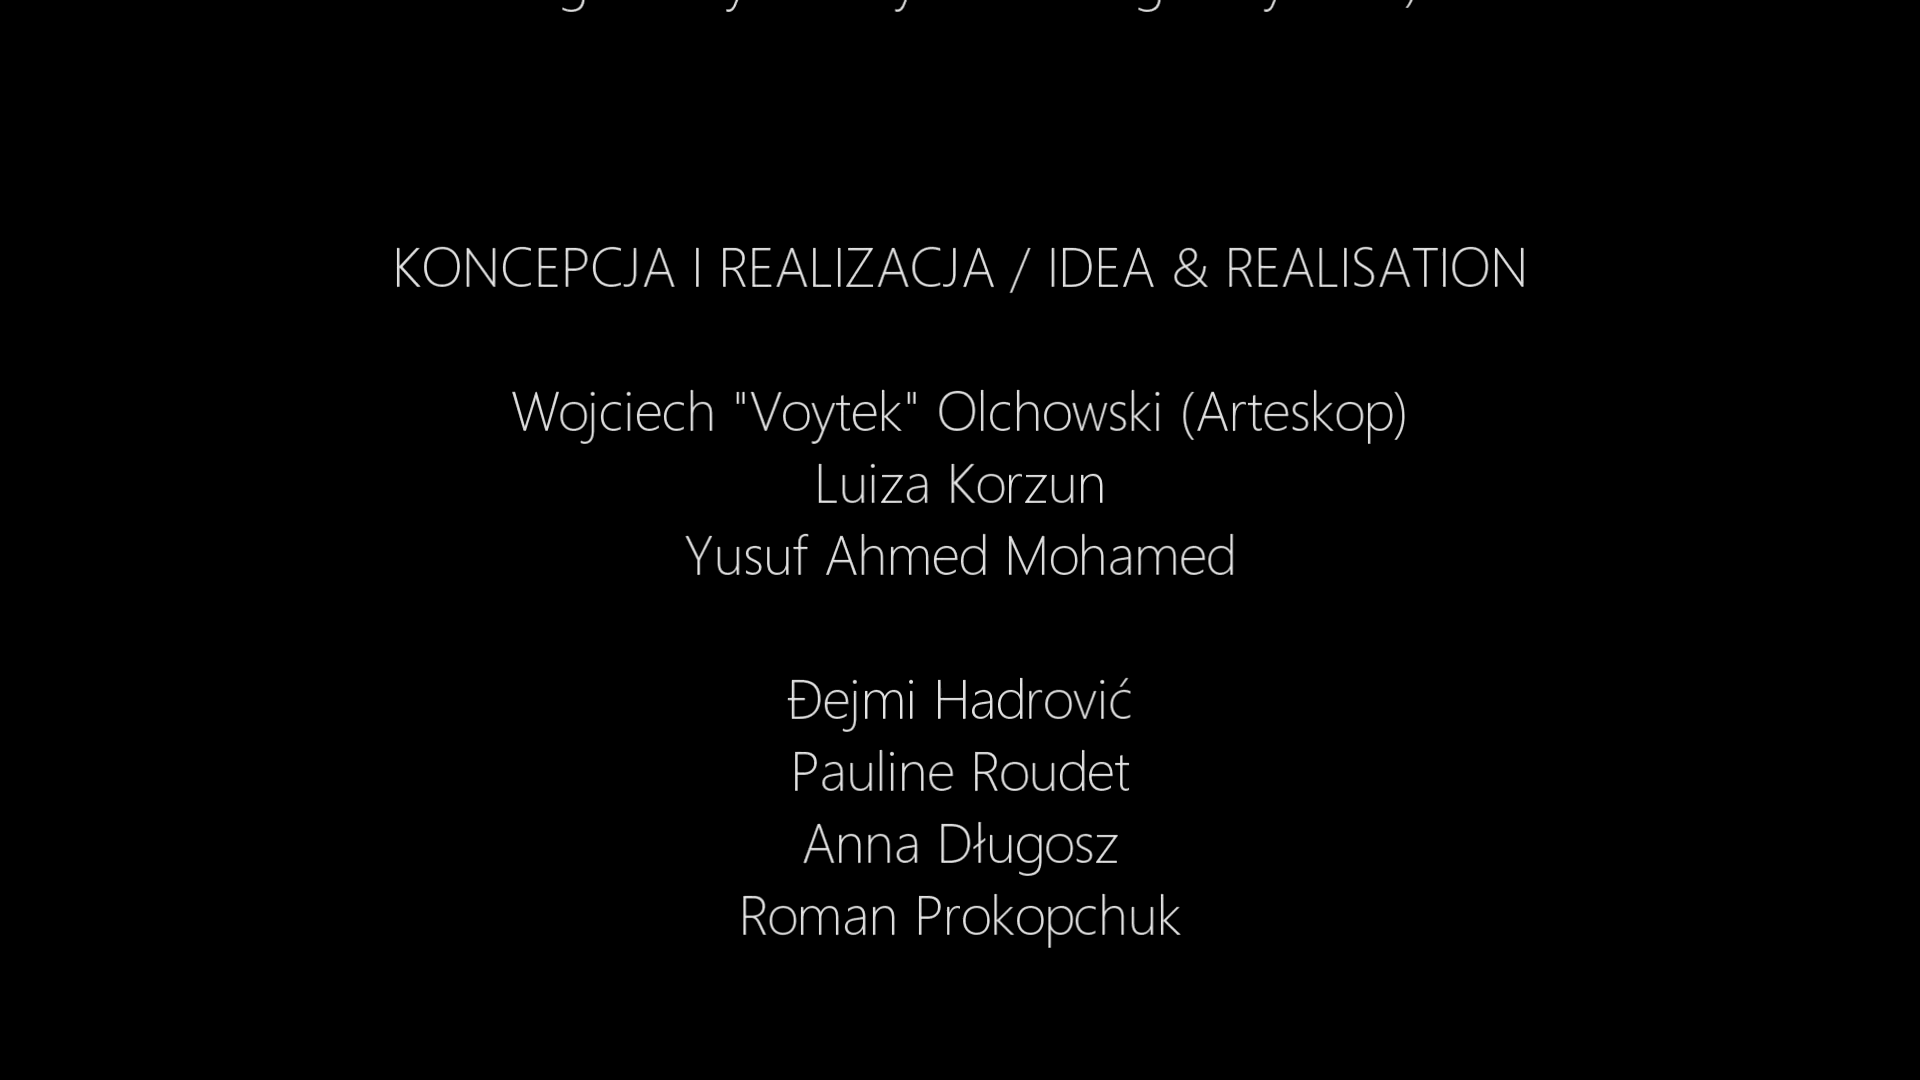 KONCEPCJA I REALIZACJA / IDEA & REALISATION
Wojciech "Voytek" Olchowski (Arteskop)
Luiza Korzun
Yusuf Ahmed Mohamed
Đejmi Hadrović
Pauline Roudet
Anna Długosz
Roman Prokopchuk